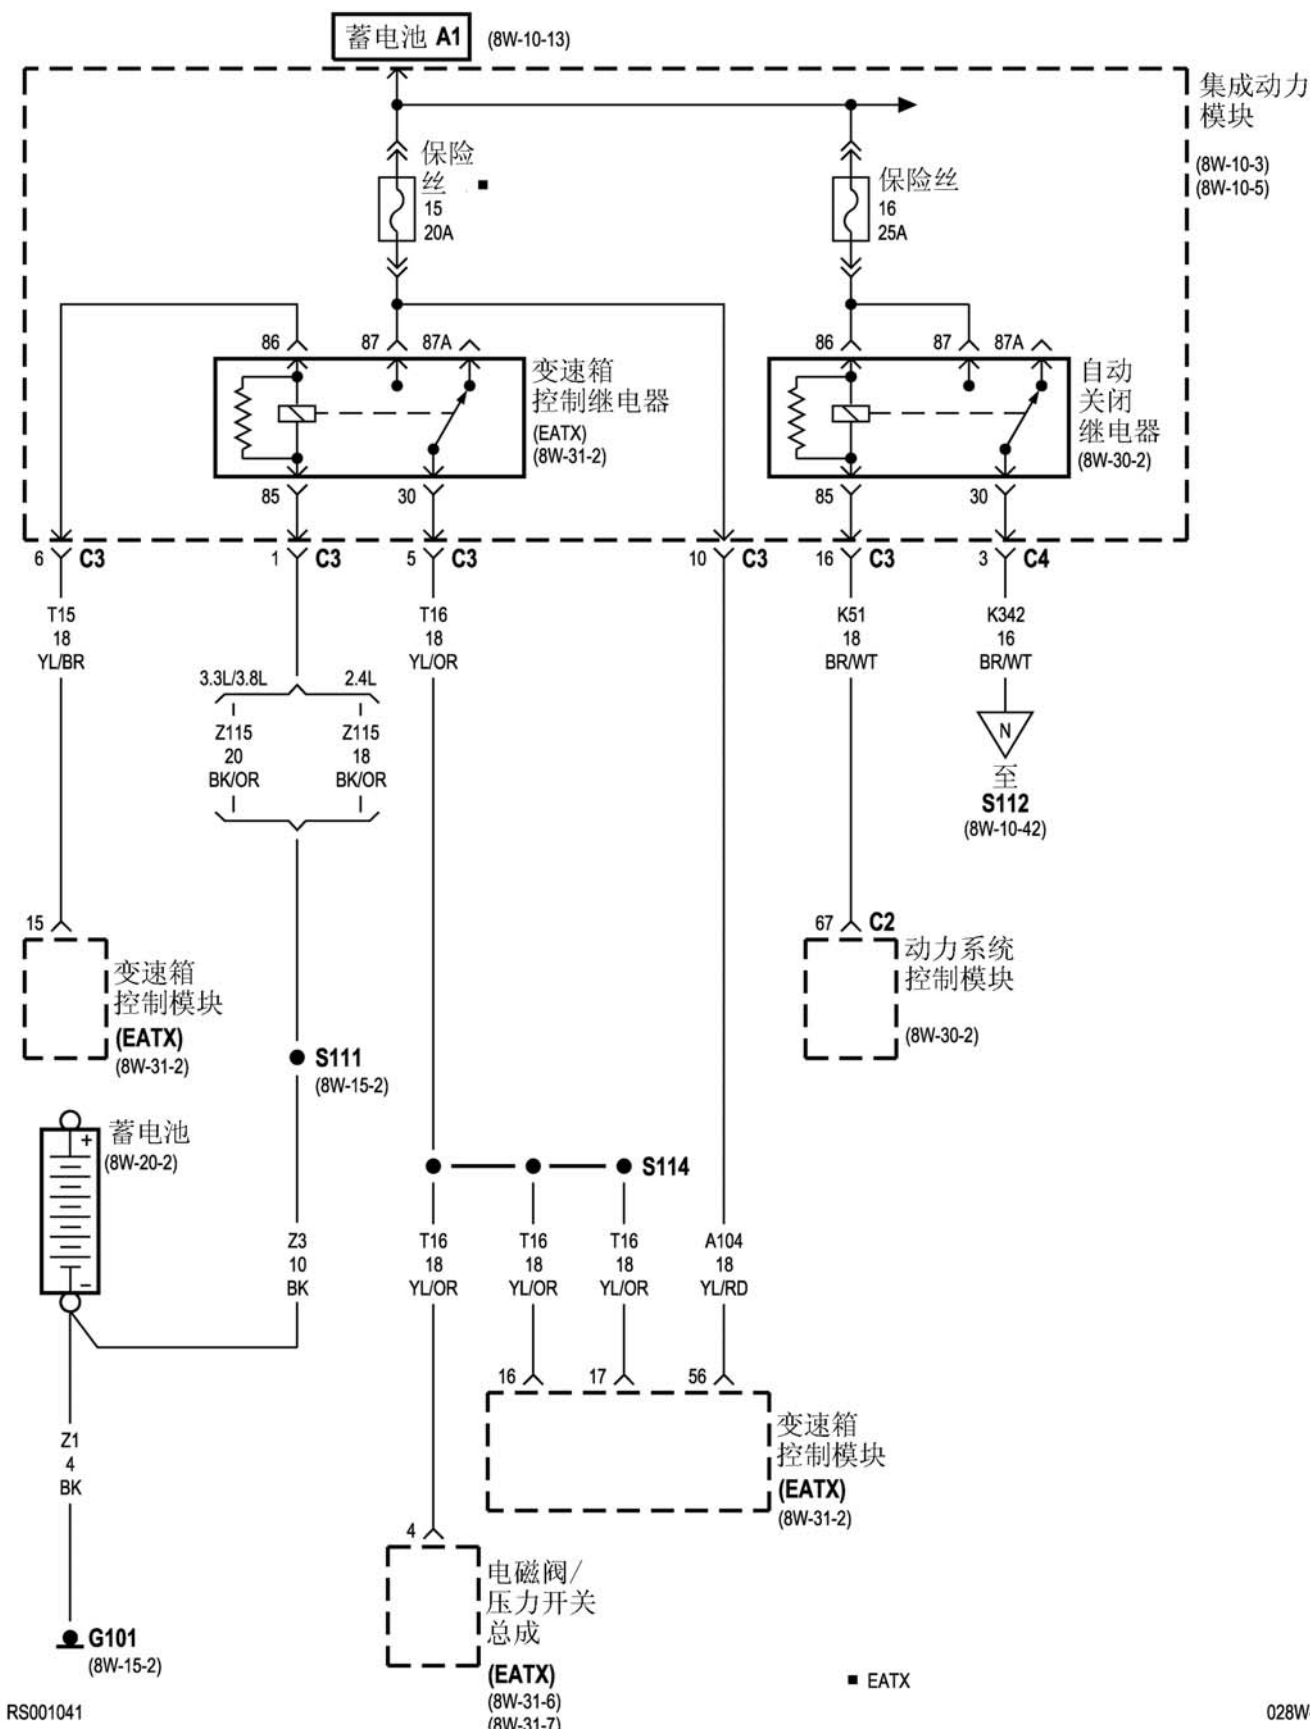 蓄电池 A1 (8W-10-13)
集成动力
模块
(8W-10-3)
(8W-10-5)
保险
丝 ■
15
20A
保险丝
16
25A
86 87 87A
变速箱
控制继电器
(EATX)
(8W-31-2)
85 30
86 87 87A
自动
关闭
继电器
(8W-30-2)
85 30
6 C3 1 C3 5 C3 10 C3 16 C3 3 C4
T15
18
YL/BR
T16
18
YL/OR
K51
18
BR/WT
K342
16
BR/WT
3.3L/3.8L 2.4L
Z115
20
BK/OR
Z115
18
BK/OR
N
至
S112
(8W-10-42)
15
变速箱
控制模块
(EATX)
(8W-31-2)
67 C2
动力系统
控制模块
(8W-30-2)
S111
(8W-15-2)
+
蓄电池
(8W-20-2)
−
S114
Z3
10
BK
T16
18
YL/OR
T16
18
YL/OR
T16
18
YL/OR
A104
18
YL/RD
16 17 56
变速箱
控制模块
(EATX)
(8W-31-2)
Z1
4
BK
4
电磁阀/
压力开关
总成
(EATX)
(8W-31-6)
(8W-31-7)
G101
(8W-15-2)
■ EATX
RS001041 028W